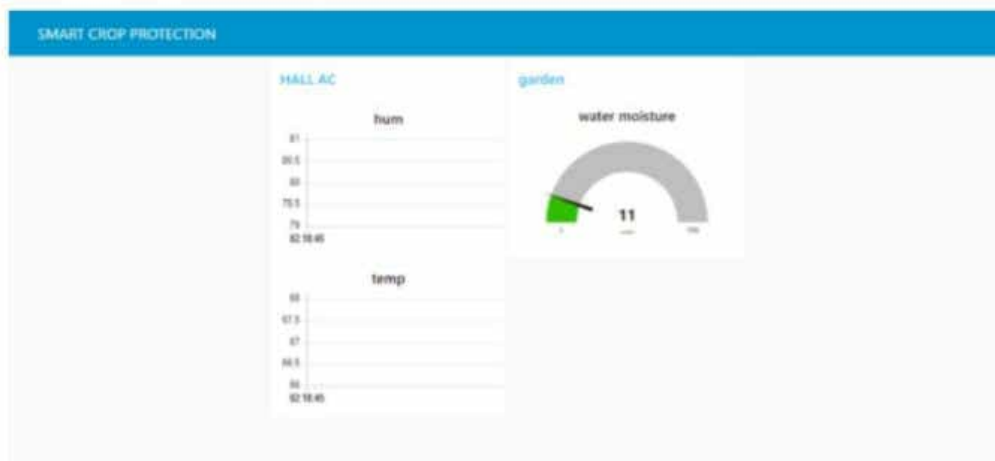 SMART CROP PROTECTION
HALL AC
hum
81
80.5
80
79.5
79
02:18:45
temp
68
67.5
67
66.5
66
02:18:45
garden
water moisture
11